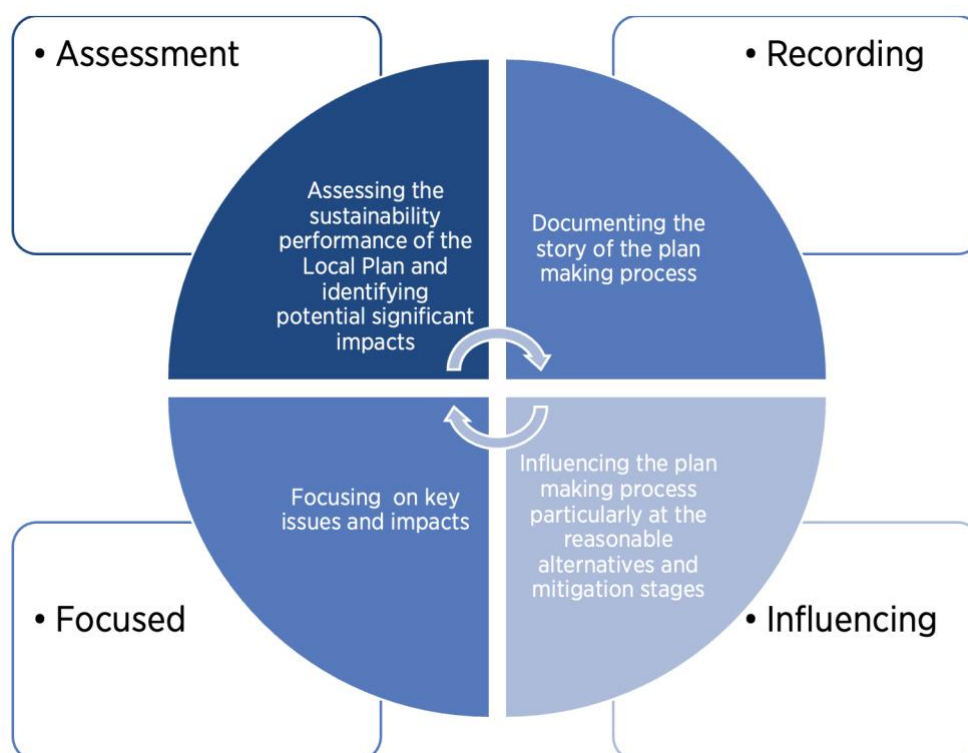 • Assessment
Assessing the
sustainability
performance of the
Local Plan and
identifying
potential significant
impacts
• Recording
Documenting the
story of the plan
making process
• Focused
Focusing  on key
issues and impacts
• Influencing
Influencing the plan
making process
particularly at the
reasonable
alternatives and
mitigation stages